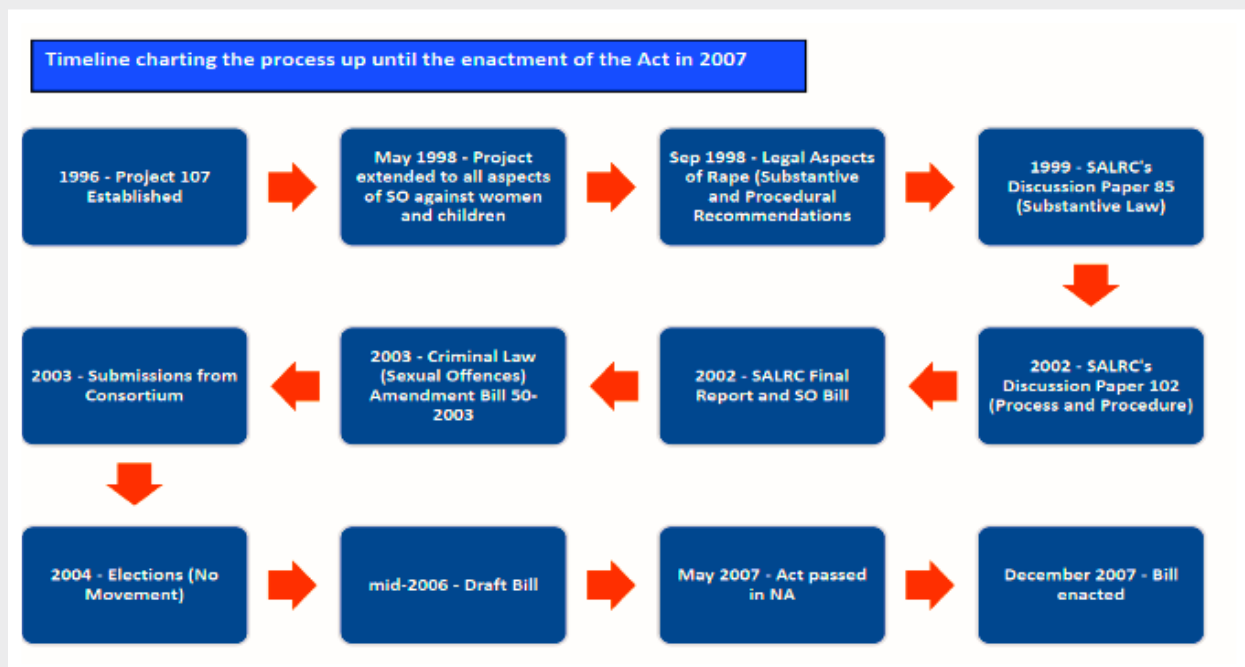 Timeline charting the process up until the enactment of the Act in 2007
1996 - Project 107
Established
May 1998 - Project
extended to all aspects
of SO against women
and children
Sep 1998 - Legal Aspects
of Rape (Substantive
and Procedural
Recommendations
1999 - SALRC's
Discussion Paper 85
(Substantive Law)
2002 - SALRC's
Discussion Paper 102
(Process and Procedure)
2002 - SALRC Final
Report and SO Bill
2003 - Criminal Law
(Sexual Offences)
Amendment Bill 50-
2003
2003 - Submissions from
Consortium
2004 - Elections (No
Movement)
mid-2006 - Draft Bill
May 2007 - Act passed
in NA
December 2007 - Bill
enacted